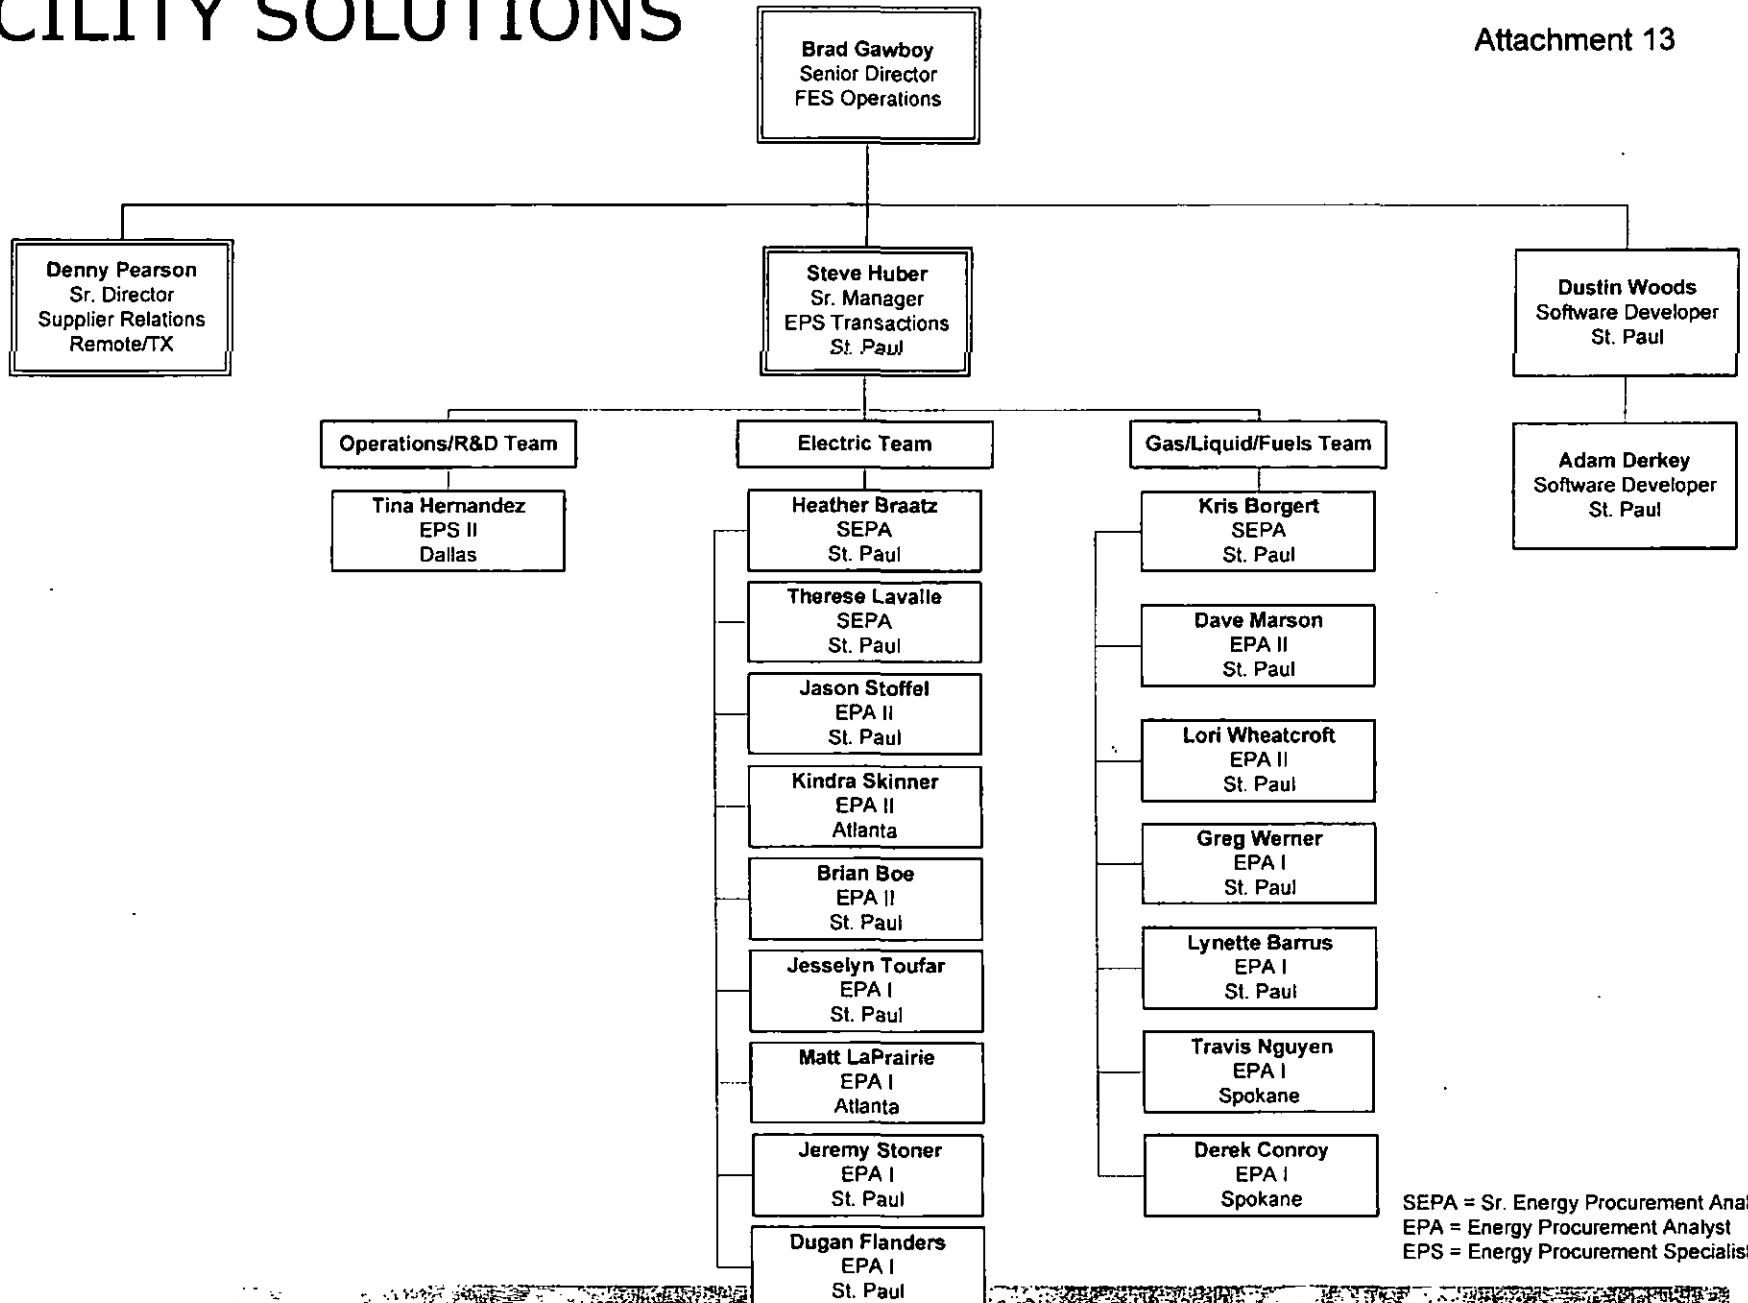 CILITY SOLUTIONS
Attachment 13
Brad Gawboy
Senior Director
FES Operations
Denny Pearson
Sr. Director
Supplier Relations
Remote/TX
Steve Huber
Sr. Manager
EPS Transactions
St. Paul
Dustin Woods
Software Developer
St. Paul
Adam Derkey
Software Developer
St. Paul
Operations/R&D Team
Tina Hernandez
EPS II
Dallas
Electric Team
Heather Braatz
SEPA
St. Paul
Therese Lavalle
SEPA
St. Paul
Jason Stoffel
EPA II
St. Paul
Kindra Skinner
EPA II
Atlanta
Brian Boe
EPA II
St. Paul
Jesselyn Toufar
EPA I
St. Paul
Matt LaPrairie
EPA I
Atlanta
Jeremy Stoner
EPA I
St. Paul
Dugan Flanders
EPA I
St. Paul
Gas/Liquid/Fuels Team
Kris Borgert
SEPA
St. Paul
Dave Marson
EPA II
St. Paul
Lori Wheatcroft
EPA II
St. Paul
Greg Werner
EPA I
St. Paul
Lynette Barrus
EPA I
St. Paul
Travis Nguyen
EPA I
Spokane
Derek Conroy
EPA I
Spokane
SEPA = Sr. Energy Procurement Anal
EPA = Energy Procurement Analyst
EPS = Energy Procurement Specialist